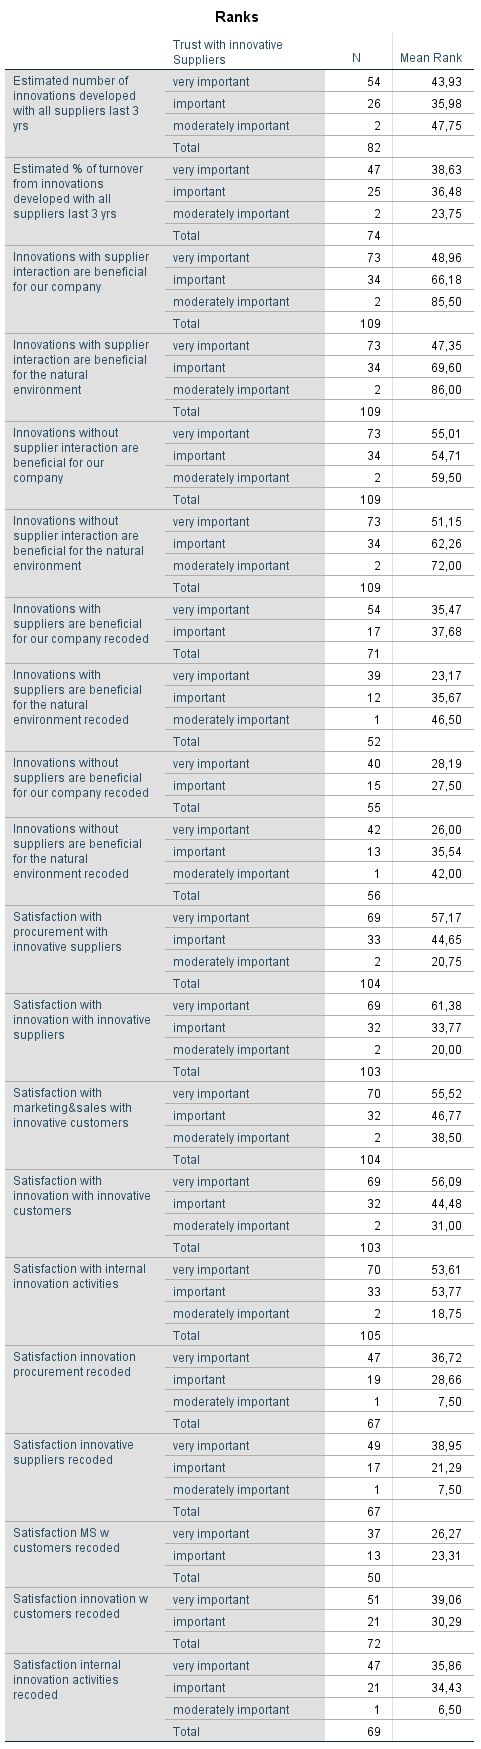 Ranks
Trust with innovative
Suppliers N Mean Rank
Estimated number of innovations developed with all suppliers last 3 yrs
very important 54 43,93
important 26 35,98
moderately important 2 47,75
Total 82
Estimated % of turnover from innovations developed with all suppliers last 3 yrs
very important 47 38,63
important 25 36,48
moderately important 2 23,75
Total 74
Innovations with supplier interaction are beneficial for our company
very important 73 48,96
important 34 66,18
moderately important 2 85,50
Total 109
Innovations with supplier interaction are beneficial for the natural environment
very important 73 47,35
important 34 69,60
moderately important 2 86,00
Total 109
Innovations without supplier interaction are beneficial for our company
very important 73 55,01
important 34 54,71
moderately important 2 59,50
Total 109
Innovations without supplier interaction are beneficial for the natural environment
very important 73 51,15
important 34 62,26
moderately important 2 72,00
Total 109
Innovations with suppliers are beneficial for our company recoded
very important 54 35,47
important 17 37,68
Total 71
Innovations with suppliers are beneficial for the natural environment recoded
very important 39 23,17
important 12 35,67
moderately important 1 46,50
Total 52
Innovations without suppliers are beneficial for our company recoded
very important 40 28,19
important 15 27,50
Total 55
Innovations without suppliers are beneficial for the natural environment recoded
very important 42 26,00
important 13 35,54
moderately important 1 42,00
Total 56
Satisfaction with procurement with innovative suppliers
very important 69 57,17
important 33 44,65
moderately important 2 20,75
Total 104
Satisfaction with innovation with innovative suppliers
very important 69 61,38
important 32 33,77
moderately important 2 20,00
Total 103
Satisfaction with marketing&sales with innovative customers
very important 70 55,52
important 32 46,77
moderately important 2 38,50
Total 104
Satisfaction with innovation with innovative customers
very important 69 56,09
important 32 44,48
moderately important 2 31,00
Total 103
Satisfaction with internal innovation activities
very important 70 53,61
important 33 53,77
moderately important 2 18,75
Total 105
Satisfaction innovation procurement recoded
very important 47 36,72
important 19 28,66
moderately important 1 7,50
Total 67
Satisfaction innovative suppliers recoded
very important 49 38,95
important 17 21,29
moderately important 1 7,50
Total 67
Satisfaction MS w customers recoded
very important 37 26,27
important 13 23,31
Total 50
Satisfaction innovation w customers recoded
very important 51 39,06
important 21 30,29
Total 72
Satisfaction internal innovation activities recoded
very important 47 35,86
important 21 34,43
moderately important 1 6,50
Total 69